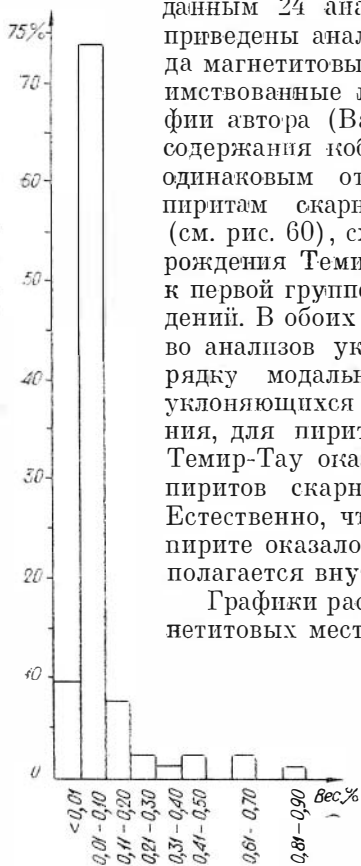 данным 24 ана
приведены анал
да магнетитовы
имствованные л
фии автора (Ва
содержания коб
одинаковым от
пиритам скарн
(см. рис. 60), сх
рождения Теми
к первой группе
дений. В обоих
во анализов ук
рядку модальн
уклоняющихся
ния, для пирит
Темир-Тау ока
пиритов скарн
Естественно, чт
пирите оказало
полагается вну
Графики рас
нетитовых мест
75%
70
60
50
40
30
20
10
0
<0,01
0,01-0,10
0,11-0,20
0,21-0,30
0,31-0,40
0,41-0,50
0,61-0,70
0,81-0,90
Вес,%